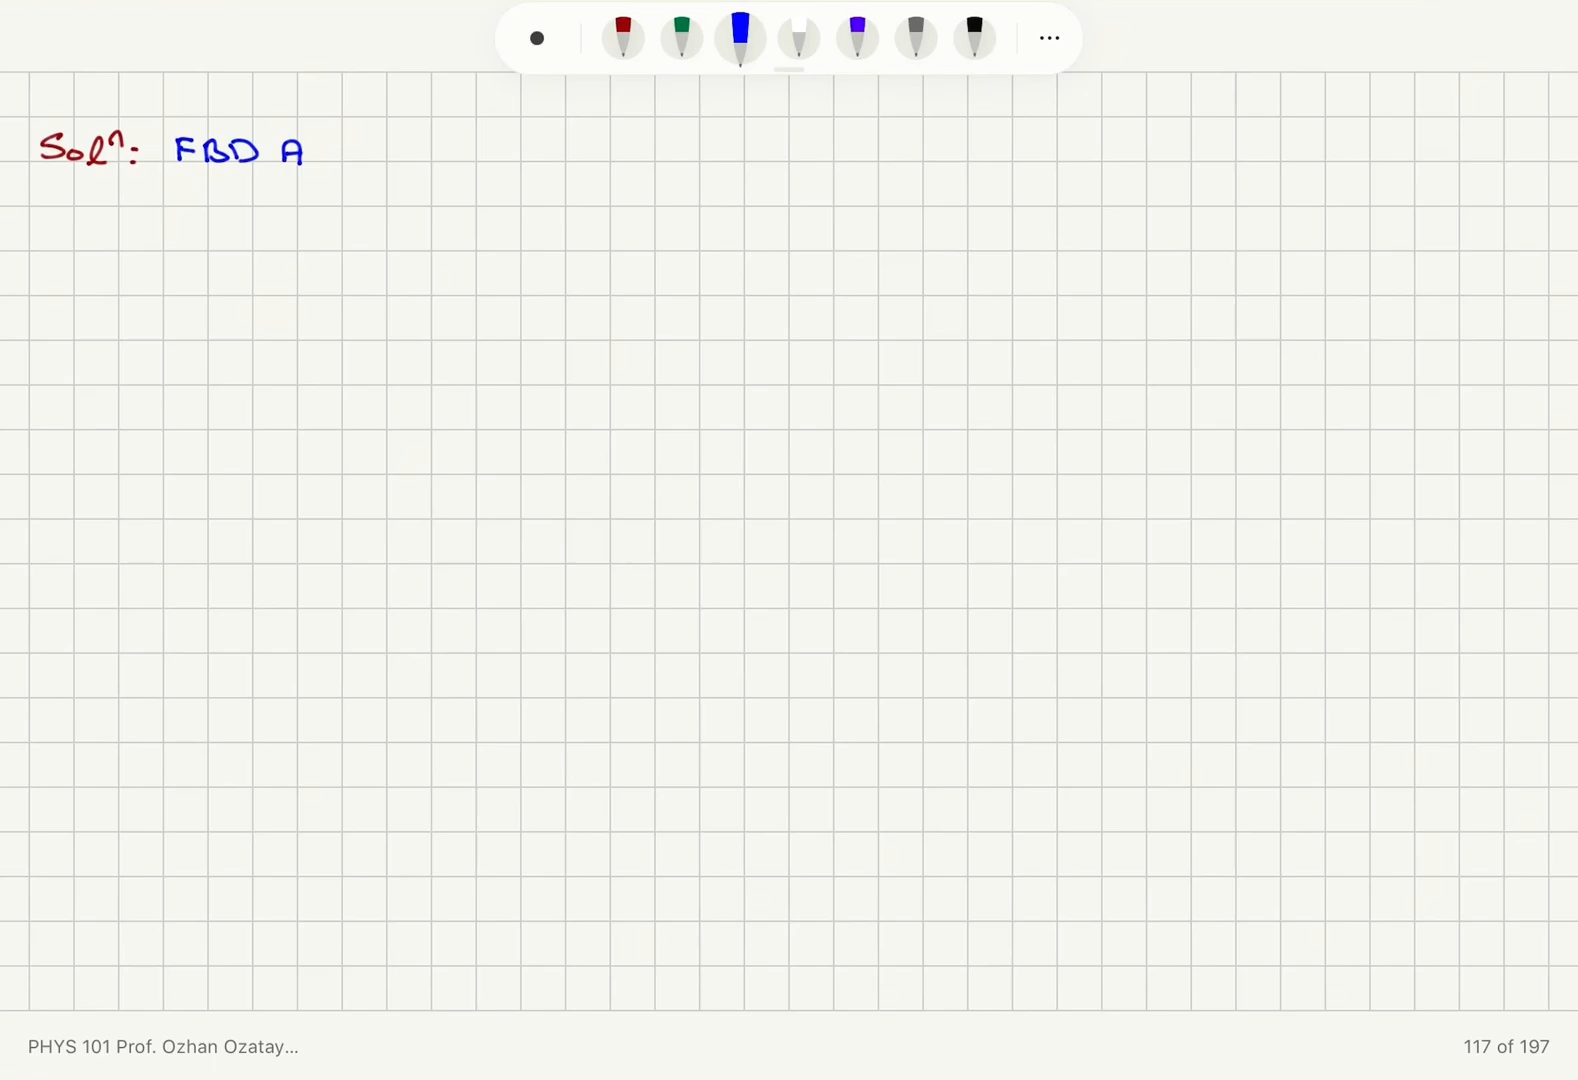 Solⁿ: FBD A
PHYS 101 Prof. Ozhan Ozatay...
117 of 197